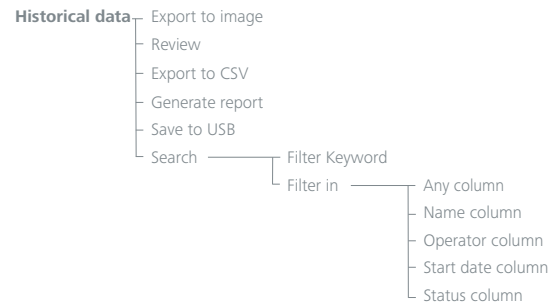 Historical data Export to image
Review
Export to CSV
Generate report
Save to USB
Search Filter Keyword
Filter in Any column
Name column
Operator column
Start date column
Status column